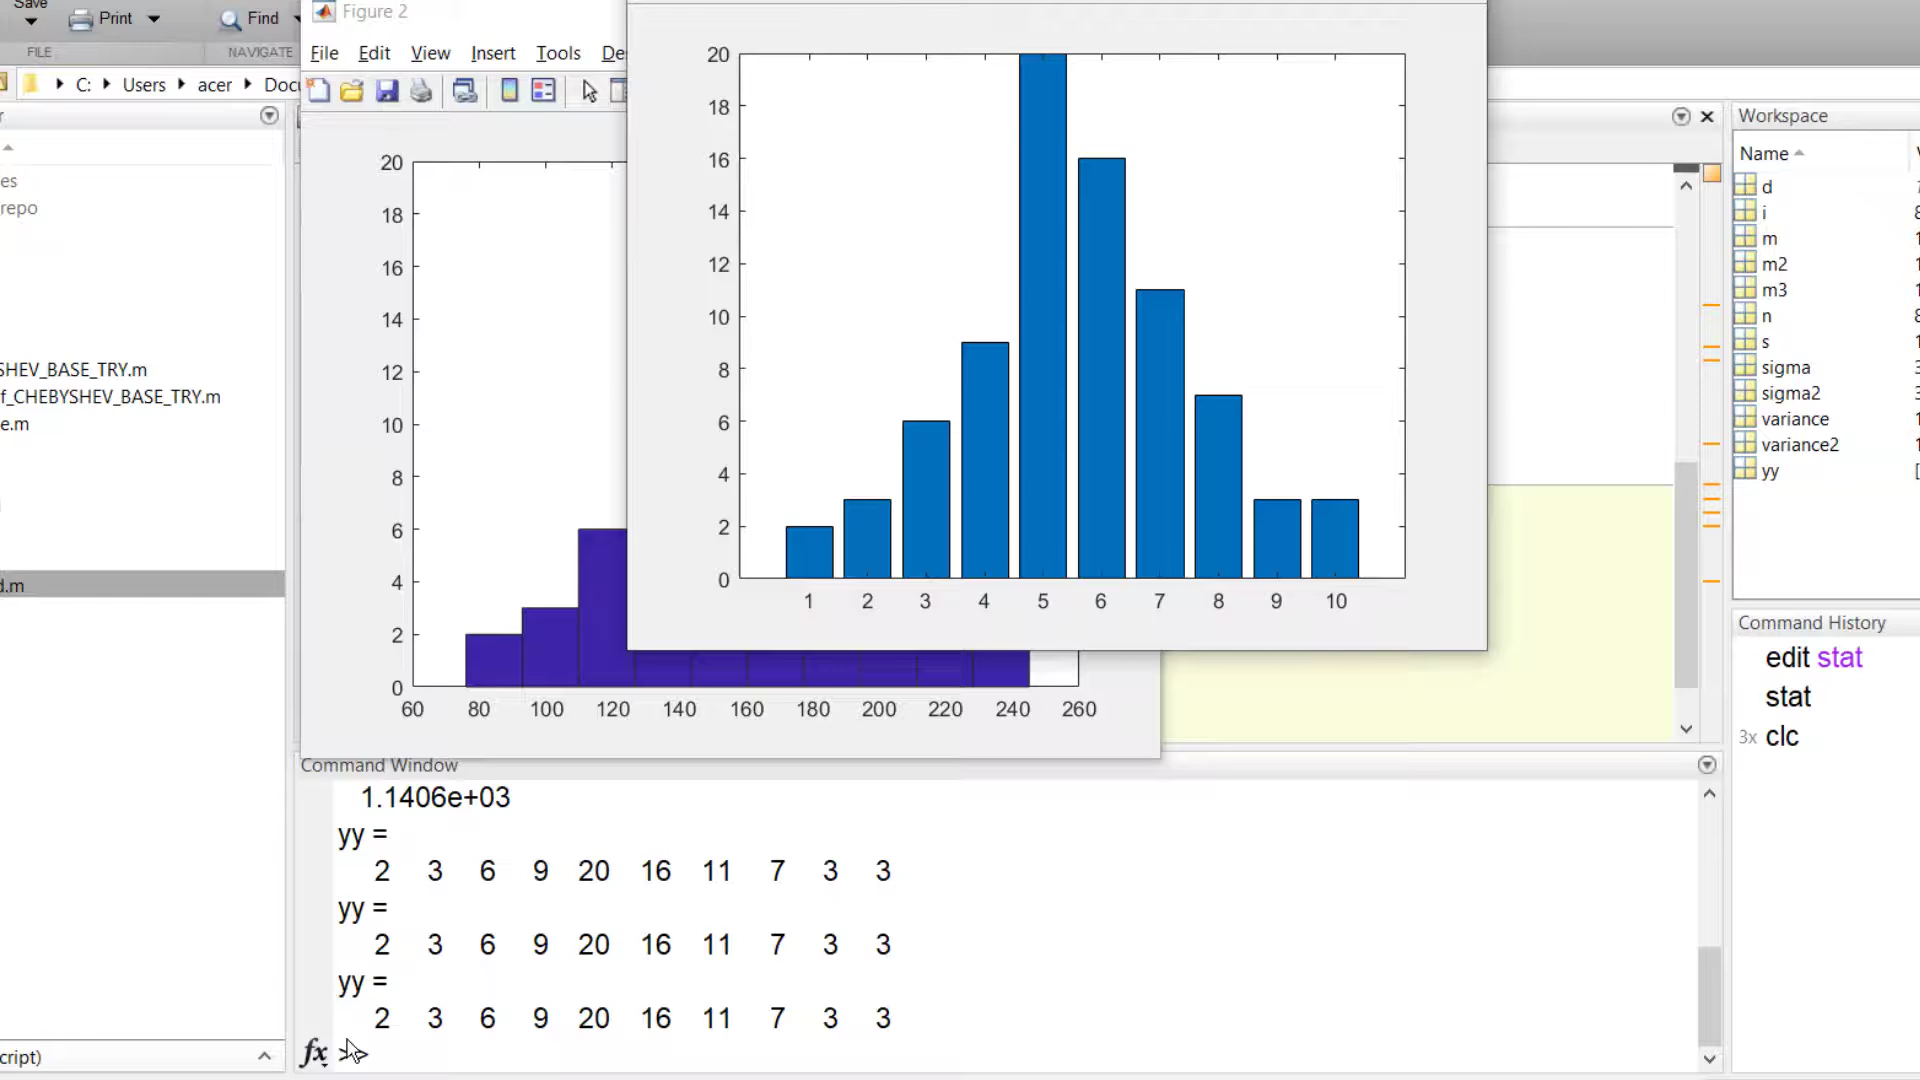 Save
Print
Find
FILE
NAVIGATE
C:
Users
acer
Doc
es
repo
SHEV_BASE_TRY.m
f_CHEBYSHEV_BASE_TRY.m
e.m
d.m
cript)
Figure 2
File Edit View Insert Tools De
20
18
16
14
12
10
8
6
4
2
0
60 80 100 120 140 160 180 200 220 240 260
20
18
16
14
12
10
8
6
4
2
0
1 2 3 4 5 6 7 8 9 10
Workspace
Name
d
i
m
m2
m3
n
s
sigma
sigma2
variance
variance2
yy
Command History
edit stat
stat
3x clc
Command Window
1.1406e+03
yy =
2 3 6 9 20 16 11 7 3 3
yy =
2 3 6 9 20 16 11 7 3 3
yy =
2 3 6 9 20 16 11 7 3 3
fx >>